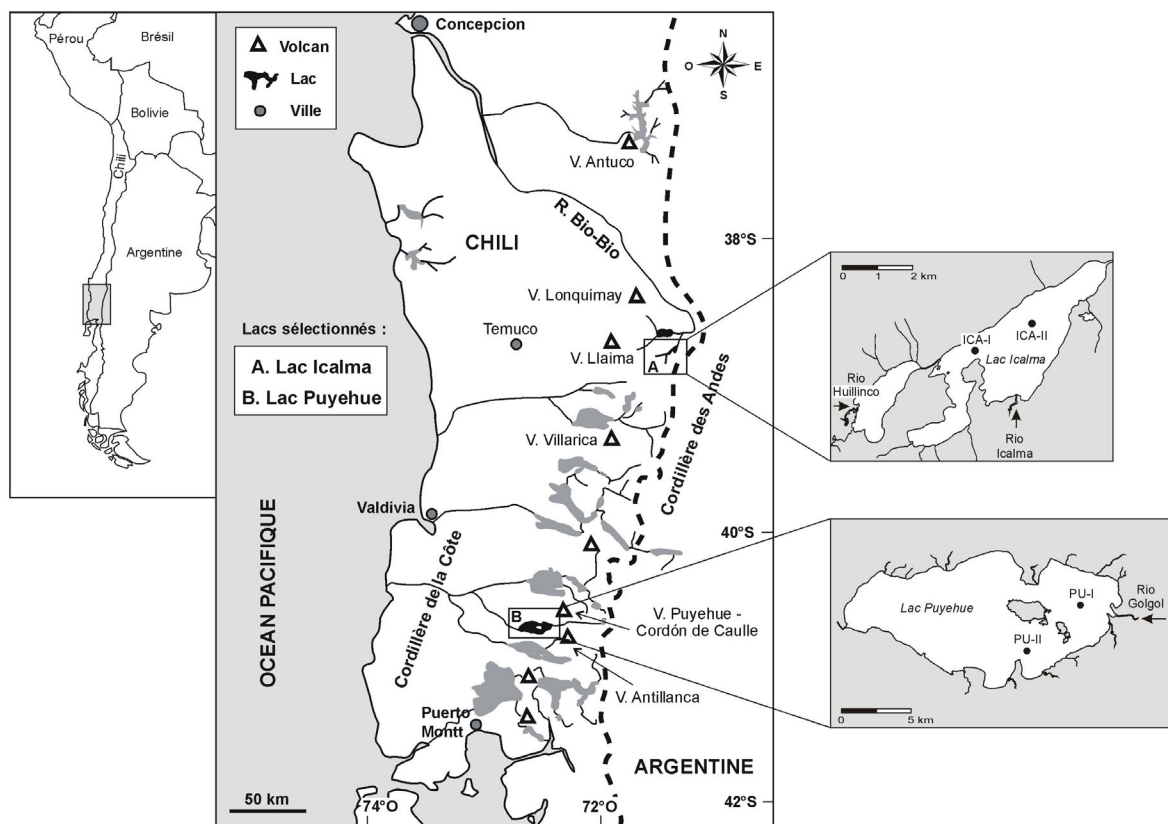 Pérou
Brésil
Bolivie
Chili
Argentine
Volcan
Lac
Ville
Concepcion
N
O
E
S
V. Antuco
R. Bio-Bio
38°S
CHILI
V. Lonquimay
Lacs sélectionnés :
Temuco
V. Llaima
A
A. Lac Icalma
B. Lac Puyehue
V. Villarica
Cordillère des Andes
Valdivia
40°S
OCEAN PACIFIQUE
Cordillère de la Côte
B
V. Puyehue -
Cordón de Caulle
V. Antillanca
Puerto
Montt
ARGENTINE
50 km
74°O
72°O
42°S
0 1 2 km
ICA-I
ICA-II
Lac Icalma
Rio
Huillinco
Rio
Icalma
Lac Puyehue
PU-I
Rio
Golgol
PU-II
0 5 km